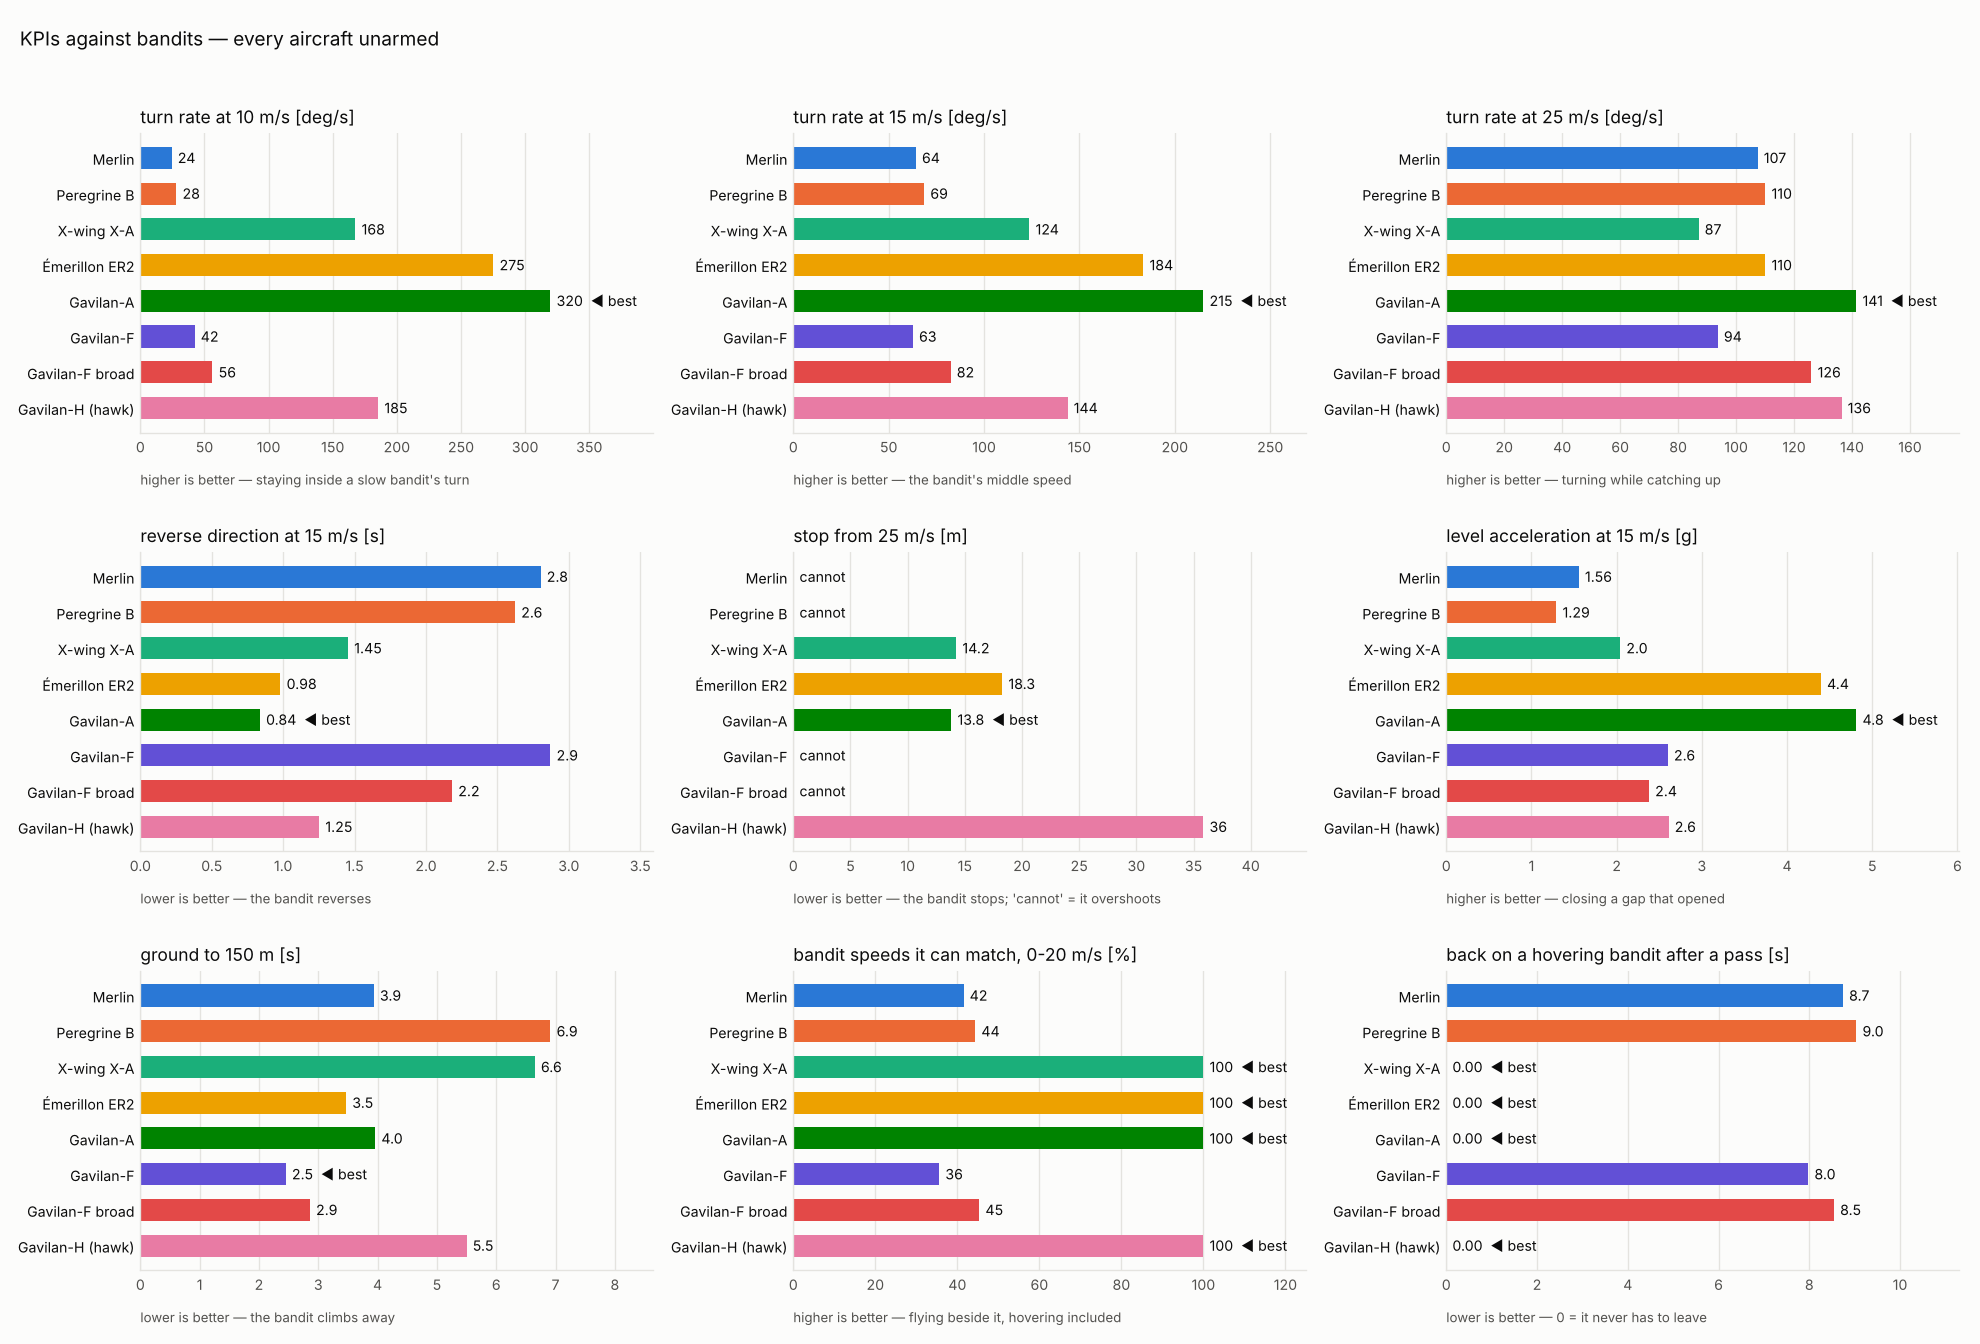 KPIs against bandits — every aircraft unarmed
turn rate at 10 m/s [deg/s]
Merlin 24
Peregrine B 28
X-wing X-A 168
Émerillon ER2 275
Gavilan-A 320 ◀ best
Gavilan-F 42
Gavilan-F broad 56
Gavilan-H (hawk) 185
0 50 100 150 200 250 300 350
higher is better — staying inside a slow bandit's turn
turn rate at 15 m/s [deg/s]
Merlin 64
Peregrine B 69
X-wing X-A 124
Émerillon ER2 184
Gavilan-A 215 ◀ best
Gavilan-F 63
Gavilan-F broad 82
Gavilan-H (hawk) 144
0 50 100 150 200 250
higher is better — the bandit's middle speed
turn rate at 25 m/s [deg/s]
Merlin 107
Peregrine B 110
X-wing X-A 87
Émerillon ER2 110
Gavilan-A 141 ◀ best
Gavilan-F 94
Gavilan-F broad 126
Gavilan-H (hawk) 136
0 20 40 60 80 100 120 140 160
higher is better — turning while catching up
reverse direction at 15 m/s [s]
Merlin 2.8
Peregrine B 2.6
X-wing X-A 1.45
Émerillon ER2 0.98
Gavilan-A 0.84 ◀ best
Gavilan-F 2.9
Gavilan-F broad 2.2
Gavilan-H (hawk) 1.25
0.0 0.5 1.0 1.5 2.0 2.5 3.0 3.5
lower is better — the bandit reverses
stop from 25 m/s [m]
Merlin cannot
Peregrine B cannot
X-wing X-A 14.2
Émerillon ER2 18.3
Gavilan-A 13.8 ◀ best
Gavilan-F cannot
Gavilan-F broad cannot
Gavilan-H (hawk) 36
0 5 10 15 20 25 30 35 40
lower is better — the bandit stops; 'cannot' = it overshoots
level acceleration at 15 m/s [g]
Merlin 1.56
Peregrine B 1.29
X-wing X-A 2.0
Émerillon ER2 4.4
Gavilan-A 4.8 ◀ best
Gavilan-F 2.6
Gavilan-F broad 2.4
Gavilan-H (hawk) 2.6
0 1 2 3 4 5 6
higher is better — closing a gap that opened
ground to 150 m [s]
Merlin 3.9
Peregrine B 6.9
X-wing X-A 6.6
Émerillon ER2 3.5
Gavilan-A 4.0
Gavilan-F 2.5 ◀ best
Gavilan-F broad 2.9
Gavilan-H (hawk) 5.5
0 1 2 3 4 5 6 7 8
lower is better — the bandit climbs away
bandit speeds it can match, 0-20 m/s [%]
Merlin 42
Peregrine B 44
X-wing X-A 100 ◀ best
Émerillon ER2 100 ◀ best
Gavilan-A 100 ◀ best
Gavilan-F 36
Gavilan-F broad 45
Gavilan-H (hawk) 100 ◀ best
0 20 40 60 80 100 120
higher is better — flying beside it, hovering included
back on a hovering bandit after a pass [s]
Merlin 8.7
Peregrine B 9.0
X-wing X-A 0.00 ◀ best
Émerillon ER2 0.00 ◀ best
Gavilan-A 0.00 ◀ best
Gavilan-F 8.0
Gavilan-F broad 8.5
Gavilan-H (hawk) 0.00 ◀ best
0 2 4 6 8 10
lower is better — 0 = it never has to leave